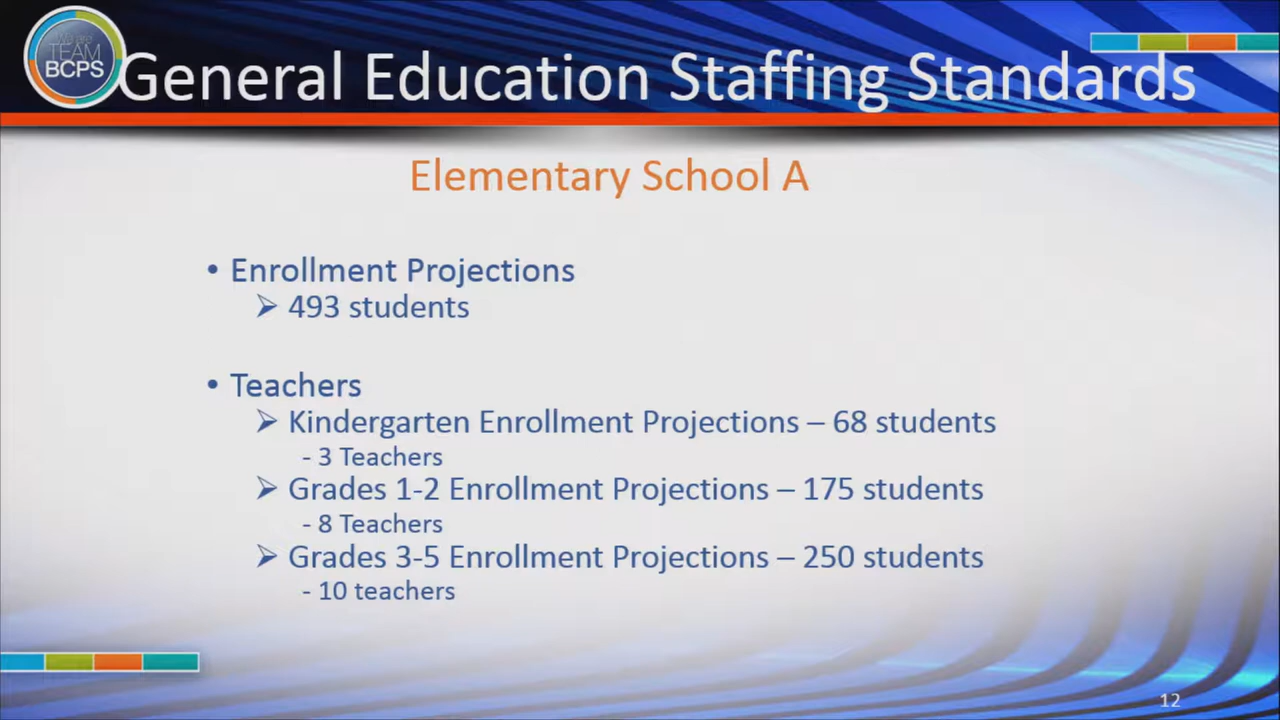 We are
TEAM
BCPS
General Education Staffing Standards
Elementary School A
• Enrollment Projections
➢ 493 students
• Teachers
➢ Kindergarten Enrollment Projections – 68 students
- 3 Teachers
➢ Grades 1-2 Enrollment Projections – 175 students
- 8 Teachers
➢ Grades 3-5 Enrollment Projections – 250 students
- 10 teachers
12